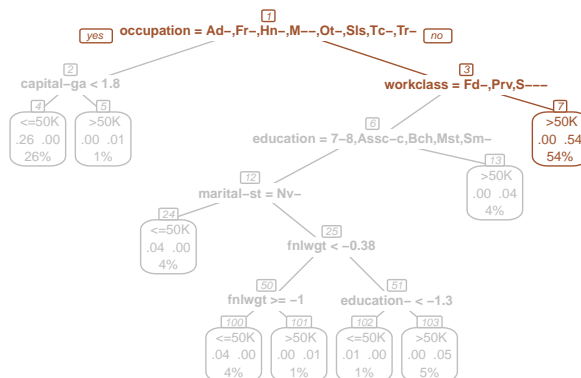 1
yes occupation = Ad-,Fr-,Hn-,M--,Ot-,Sls,Tc-,Tr- no
2
capital-ga < 1.8
3
workclass = Fd-,Prv,S---
4
<=50K
.26 .00
26%
5
>50K
.00 .01
1%
6
education = 7-8,Assc-c,Bch,Mst,Sm-
7
>50K
.00 .54
54%
12
marital-st = Nv-
13
>50K
.00 .04
4%
24
<=50K
.04 .00
4%
25
fnlwgt < -0.38
50
fnlwgt >= -1
51
education- < -1.3
100
<=50K
.04 .00
4%
101
>50K
.00 .01
1%
102
<=50K
.01 .00
1%
103
>50K
.00 .05
5%